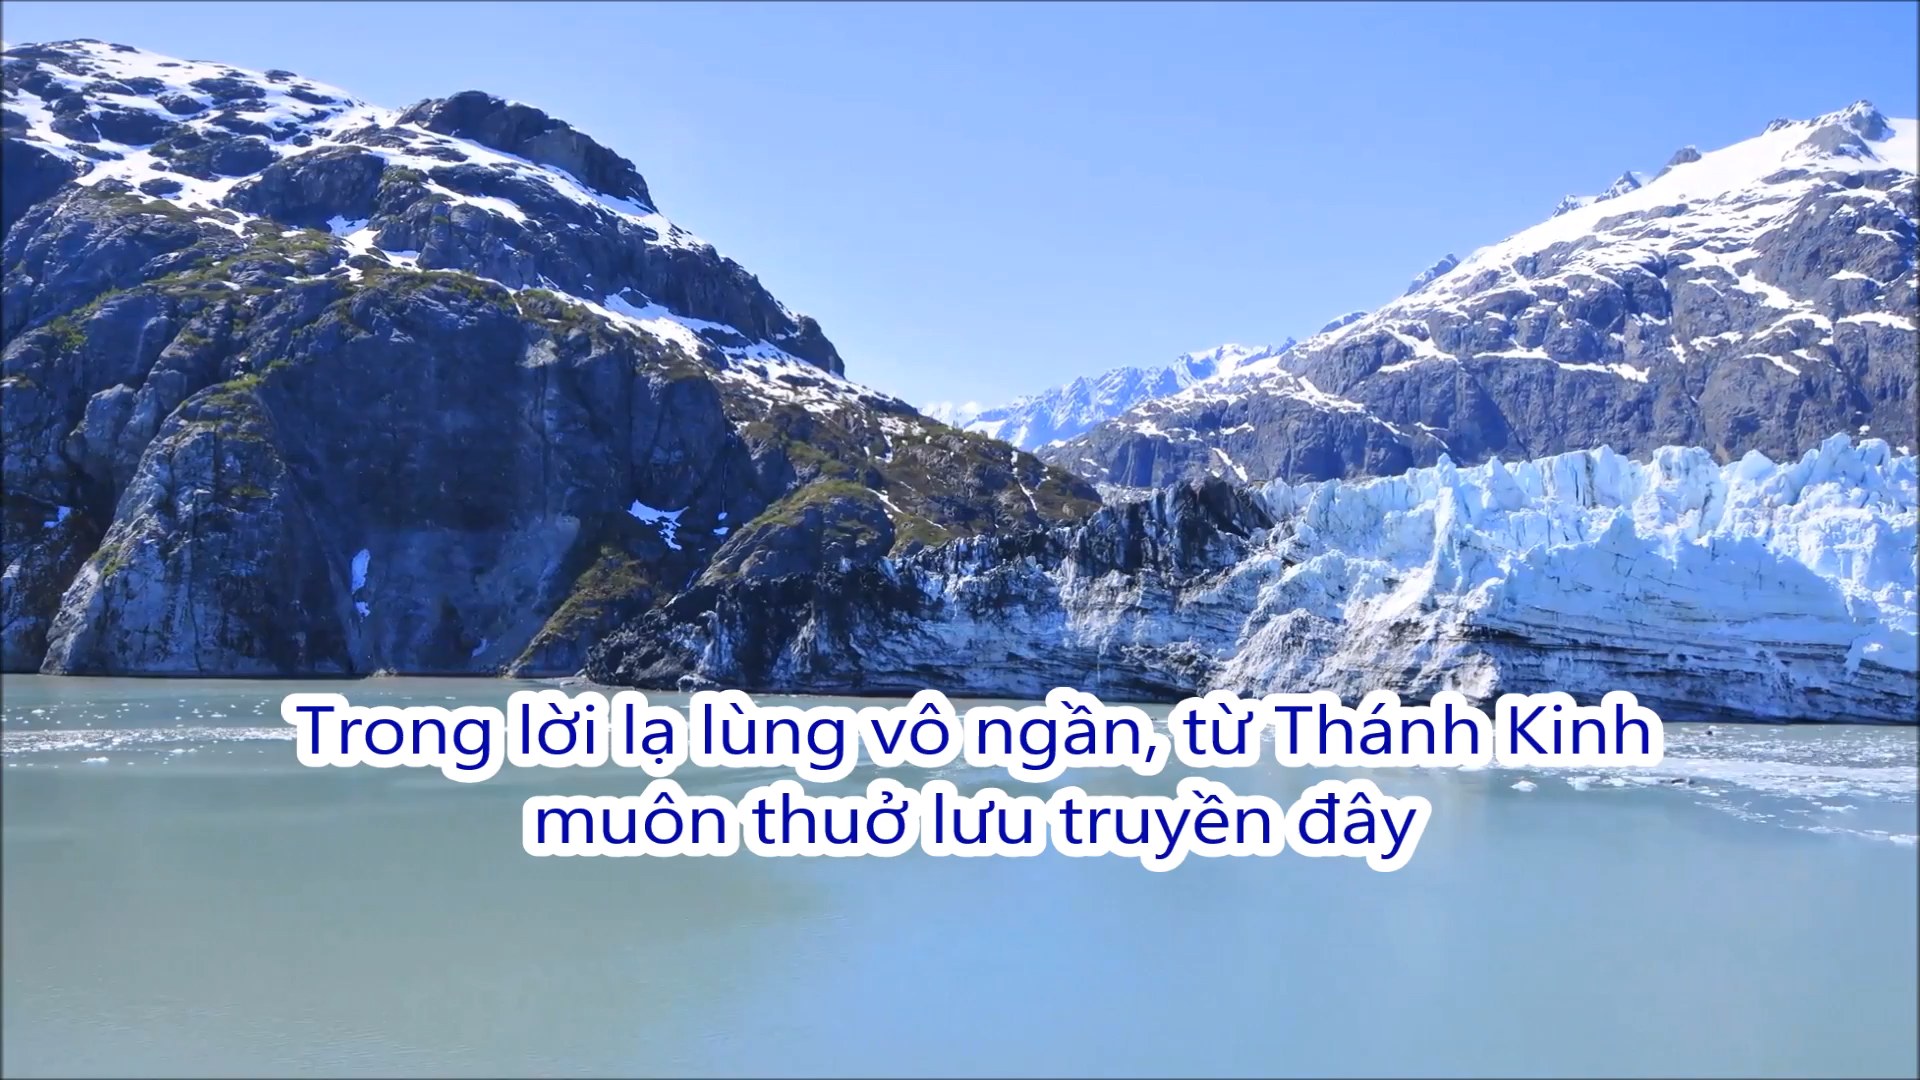 Trong lời lạ lùng vô ngần, từ Thánh Kinh
muôn thuở lưu truyền đây